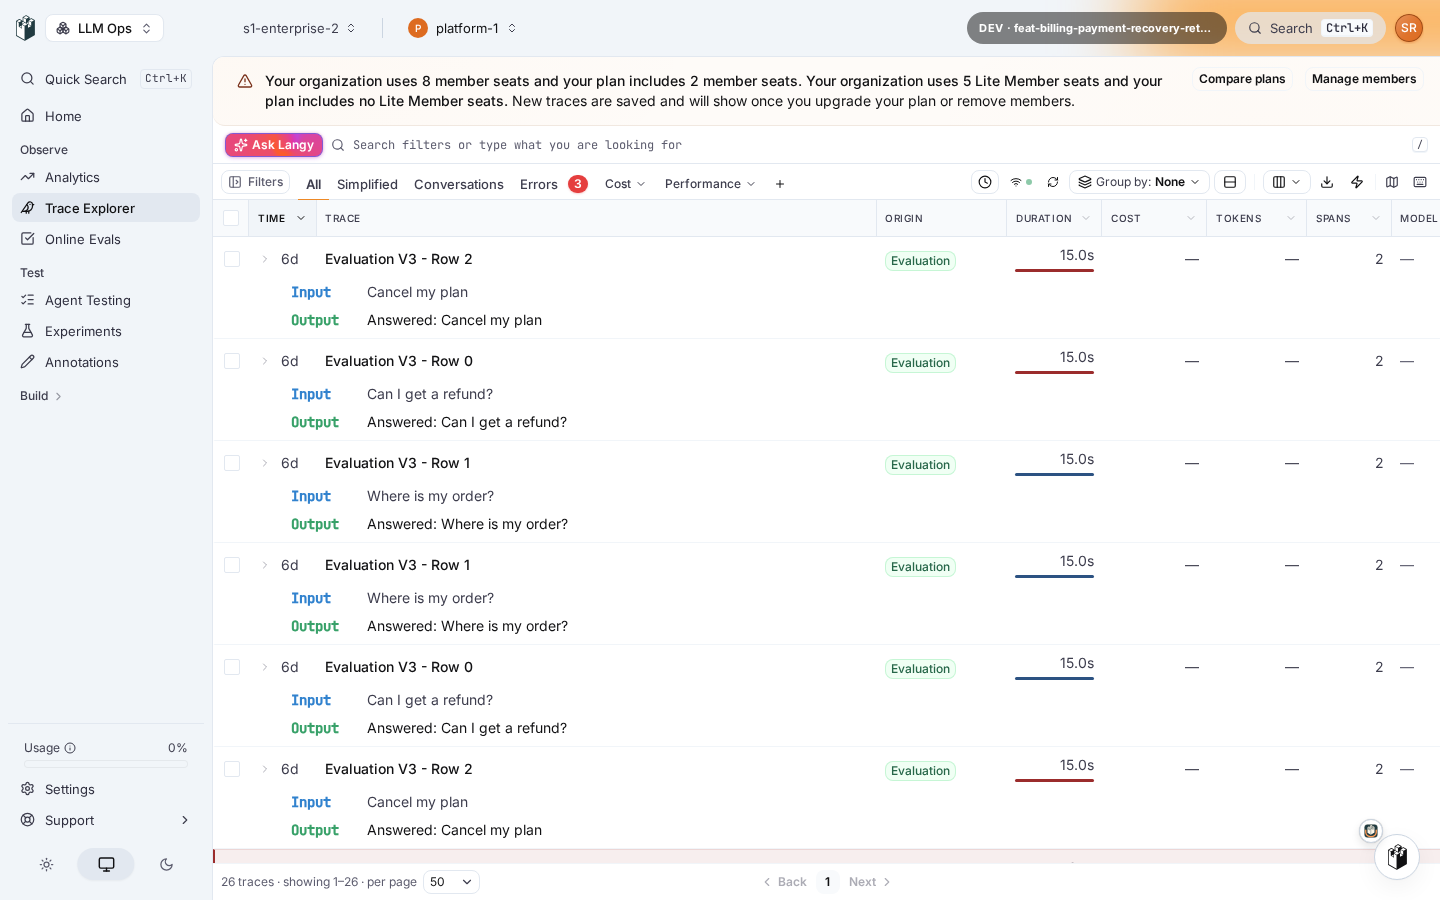 LLM Ops
s1-enterprise-2
P
platform-1
DEV · feat-billing-payment-recovery-ret...
Search
Ctrl+K
SR
Quick Search
Ctrl+K
Home
Observe
Analytics
Trace Explorer
Online Evals
Test
Agent Testing
Experiments
Annotations
Build
Usage
0%
Settings
Support
Your organization uses 8 member seats and your plan includes 2 member seats. Your organization uses 5 Lite Member seats and your
plan includes no Lite Member seats. New traces are saved and will show once you upgrade your plan or remove members.
Compare plans
Manage members
Ask Langy
Search filters or type what you are looking for
/
Filters
All
Simplified
Conversations
Errors
3
Cost
Performance
+
Group by: None
TIME
TRACE
ORIGIN
DURATION
COST
TOKENS
SPANS
MODEL
6d
Evaluation V3 - Row 2
Evaluation
15.0s
—
—
2
—
Input
Cancel my plan
Output
Answered: Cancel my plan
6d
Evaluation V3 - Row 0
Evaluation
15.0s
—
—
2
—
Input
Can I get a refund?
Output
Answered: Can I get a refund?
6d
Evaluation V3 - Row 1
Evaluation
15.0s
—
—
2
—
Input
Where is my order?
Output
Answered: Where is my order?
6d
Evaluation V3 - Row 1
Evaluation
15.0s
—
—
2
—
Input
Where is my order?
Output
Answered: Where is my order?
6d
Evaluation V3 - Row 0
Evaluation
15.0s
—
—
2
—
Input
Can I get a refund?
Output
Answered: Can I get a refund?
6d
Evaluation V3 - Row 2
Evaluation
15.0s
—
—
2
—
Input
Cancel my plan
Output
Answered: Cancel my plan
26 traces · showing 1–26 · per page
50
Back
1
Next